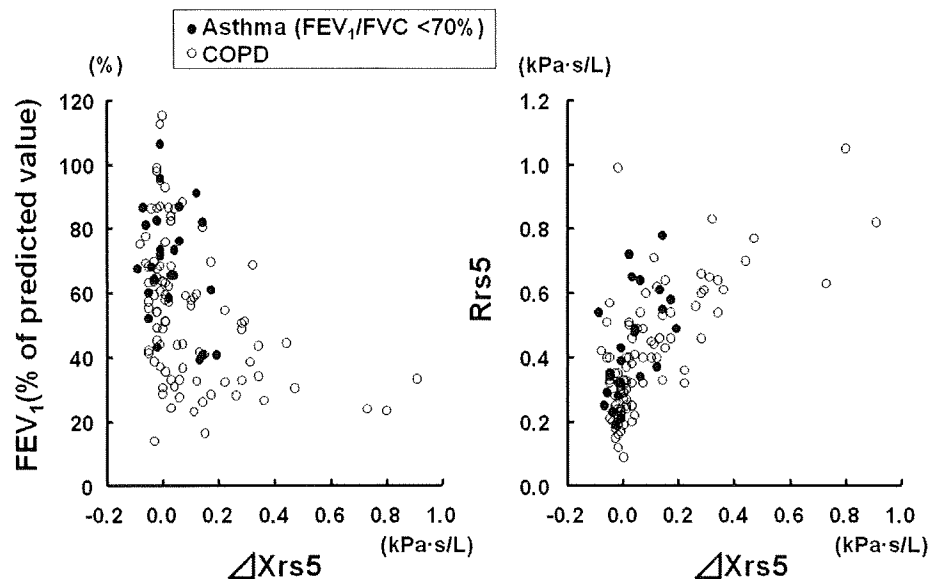 ● Asthma (FEV₁/FVC <70%)
○ COPD
(%)
FEV₁(% of predicted value)
120
100
80
60
40
20
0
-0.2 0.0 0.2 0.4 0.6 0.8 1.0
(kPa·s/L)
⊿Xrs5
(kPa·s/L)
Rrs5
1.2
1.0
0.8
0.6
0.4
0.2
0
-0.2 0.0 0.2 0.4 0.6 0.8 1.0
(kPa·s/L)
⊿Xrs5